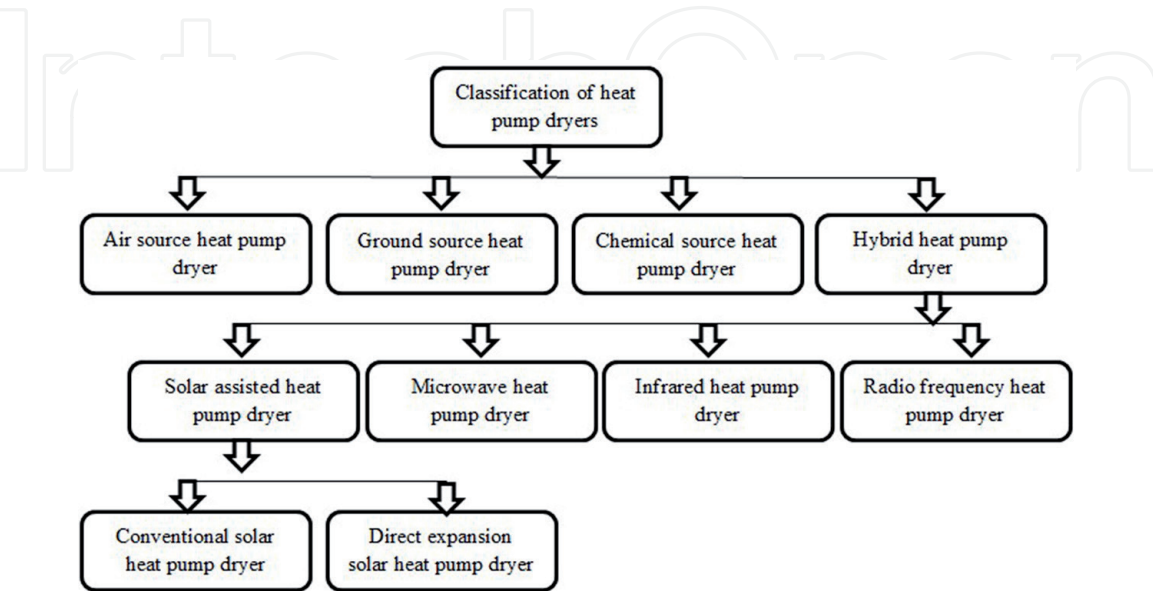 IntechOpen
Classification of heat
pump dryers
Air source heat pump
dryer
Ground source heat
pump dryer
Chemical source heat
pump dryer
Hybrid heat pump
dryer
Solar assisted heat
pump dryer
Microwave heat
pump dryer
Infrared heat pump
dryer
Radio frequency heat
pump dryer
Conventional solar
heat pump dryer
Direct expansion
solar heat pump dryer